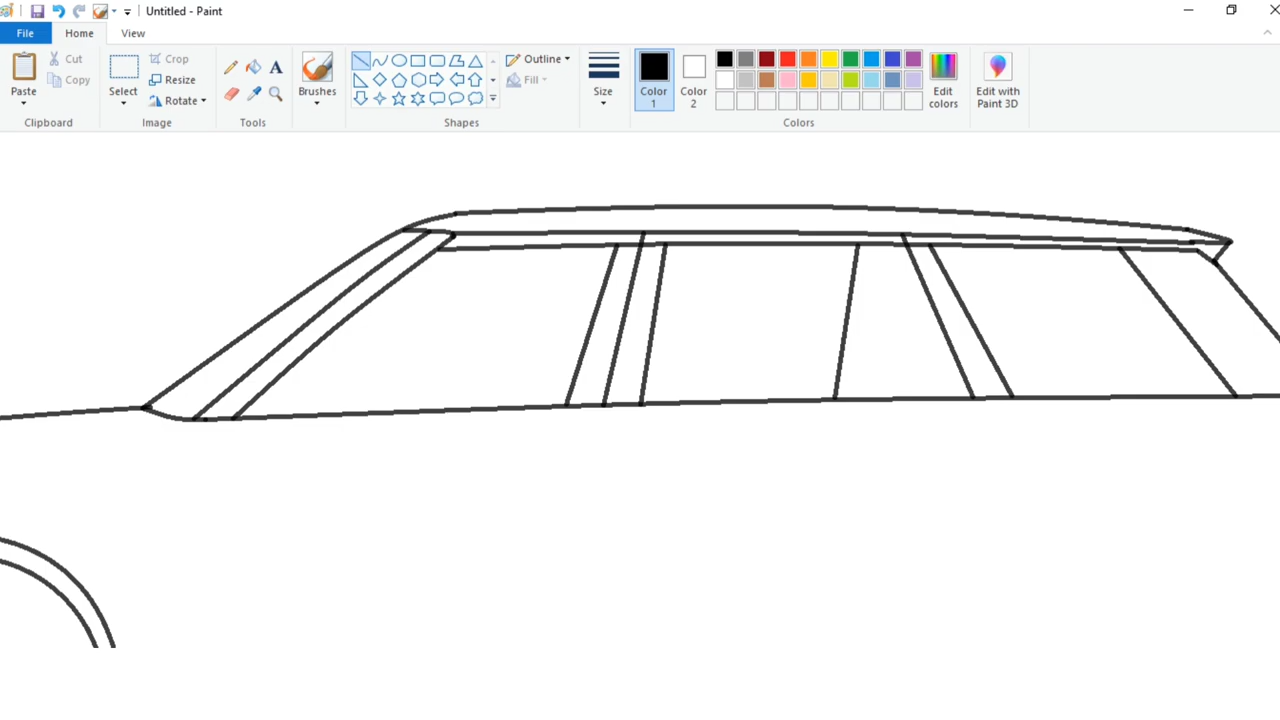 Untitled - Paint
File Home View
Paste
Cut
Copy
Clipboard
Select
Crop
Resize
Rotate
Image
Tools
Brushes
Shapes
Outline
Fill
Size
Color 1
Color 2
Edit colors
Colors
Edit with Paint 3D